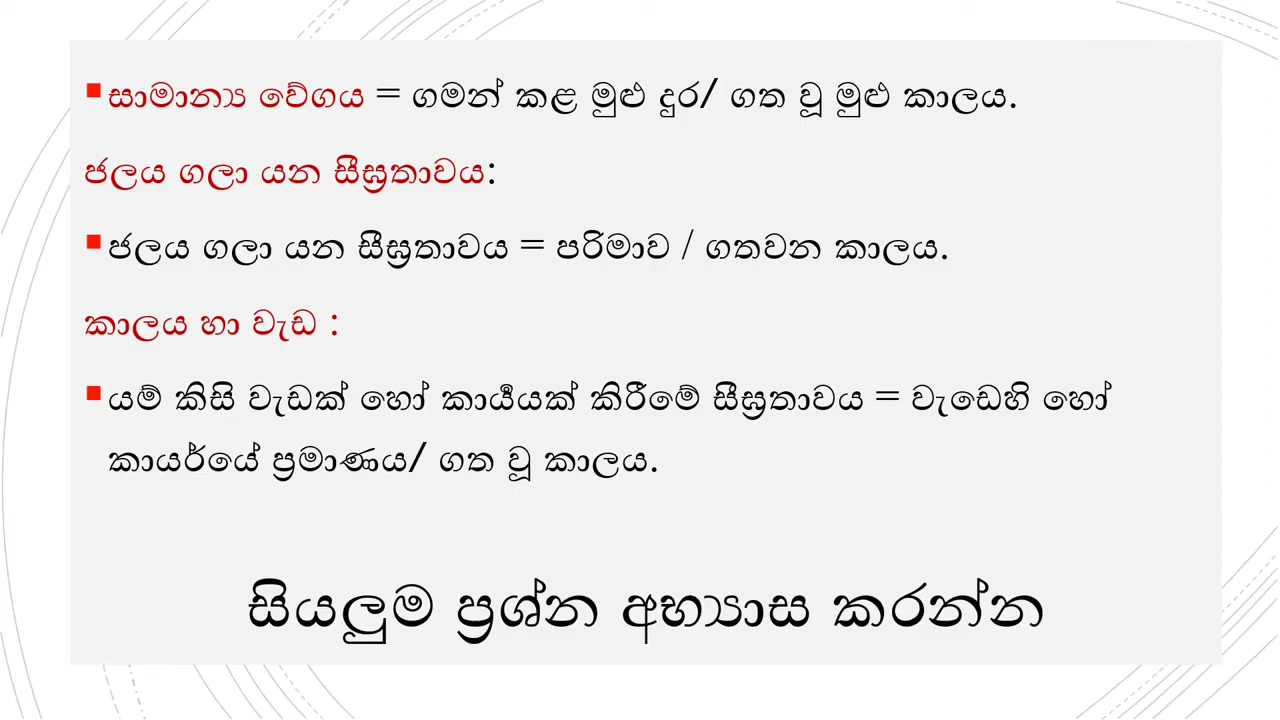 සාමාන්‍ය වේගය = ගමන් කළ මුළු දුර/ ගත වූ මුළු කාලය.
ජලය ගලා යන සීඝ්‍රතාවය:
ජලය ගලා යන සීඝ්‍රතාවය = පරිමාව / ගතවන කාලය.
කාලය හා වැඩ :
යම් කිසි වැඩක් හෝ කාර්‍යයක් කිරීමේ සීඝ්‍රතාවය = වැඩෙහි හෝ
කායර්යේ ප්‍රමාණය/ ගත වූ කාලය.
සියලුම ප්‍රශ්න අභ්‍යාස කරන්න